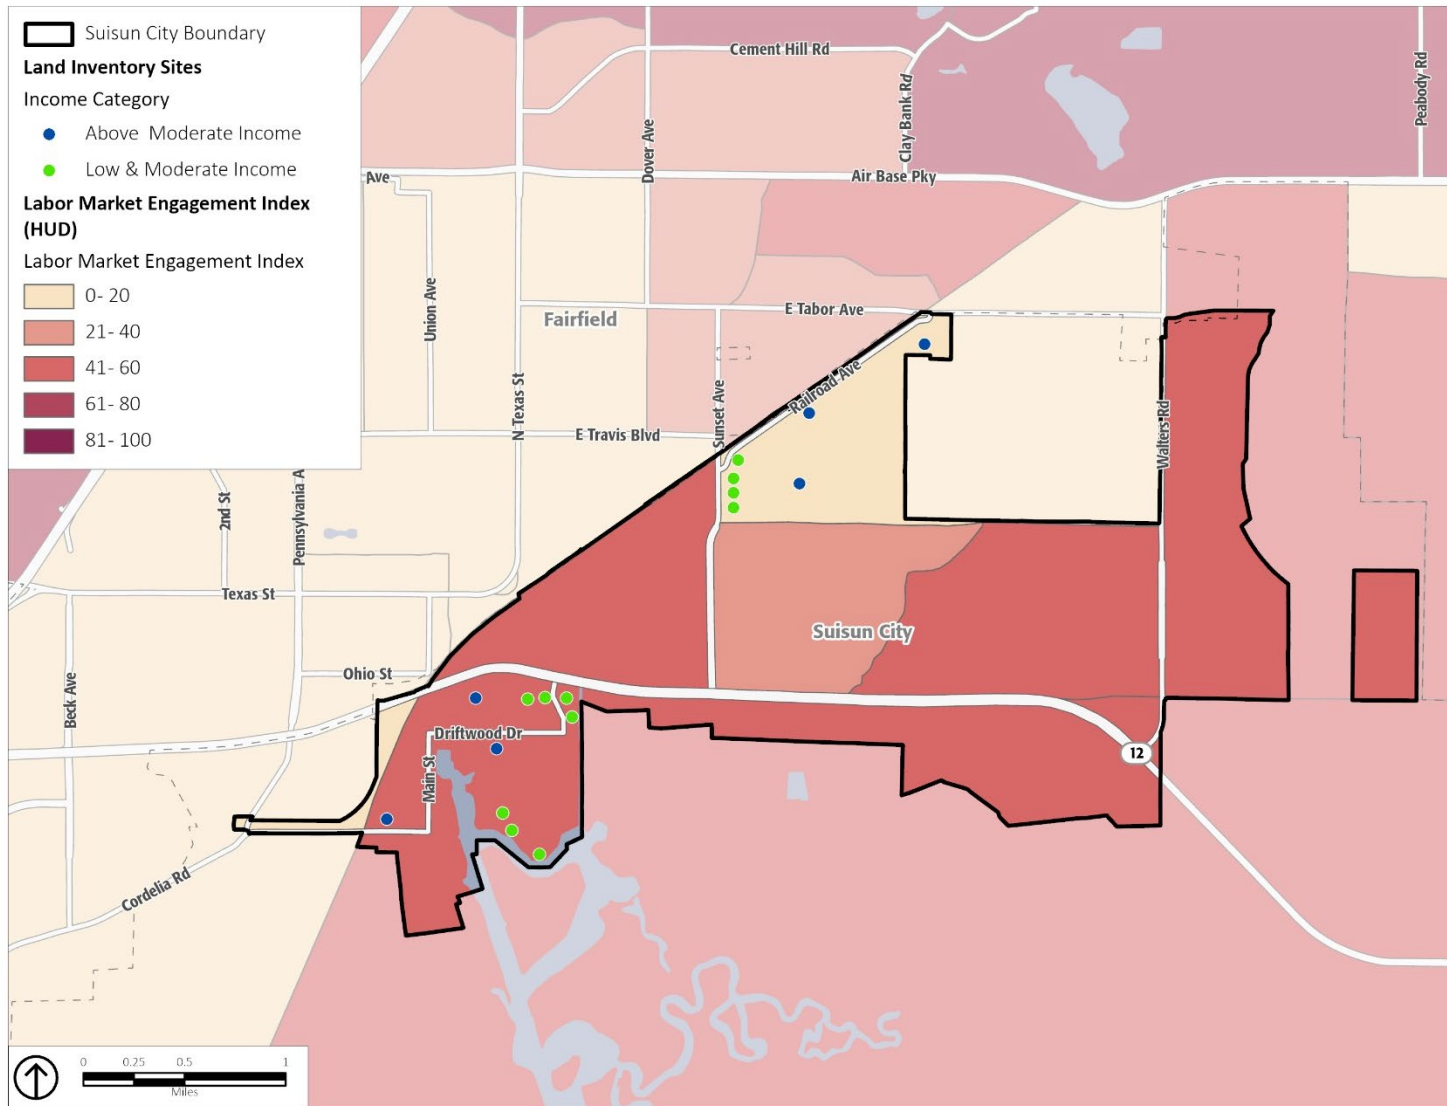 Suisun City Boundary
Land Inventory Sites
Income Category
Above Moderate Income
Low & Moderate Income
Labor Market Engagement Index
(HUD)
Labor Market Engagement Index
0- 20
21- 40
41- 60
61- 80
81- 100
Cement Hill Rd
Clay Bank Rd
Peabody Rd
Dover Ave
Ave
Air Base Pky
Union Ave
N Texas St
Fairfield
E Tabor Ave
Railroad Ave
Sunset Ave
E Travis Blvd
Walters Rd
2nd St
Pennsylvania A
Texas St
Suisun City
Ohio St
Beck Ave
Driftwood Dr
Main St
12
Cordelia Rd
0 0.25 0.5 1
Miles